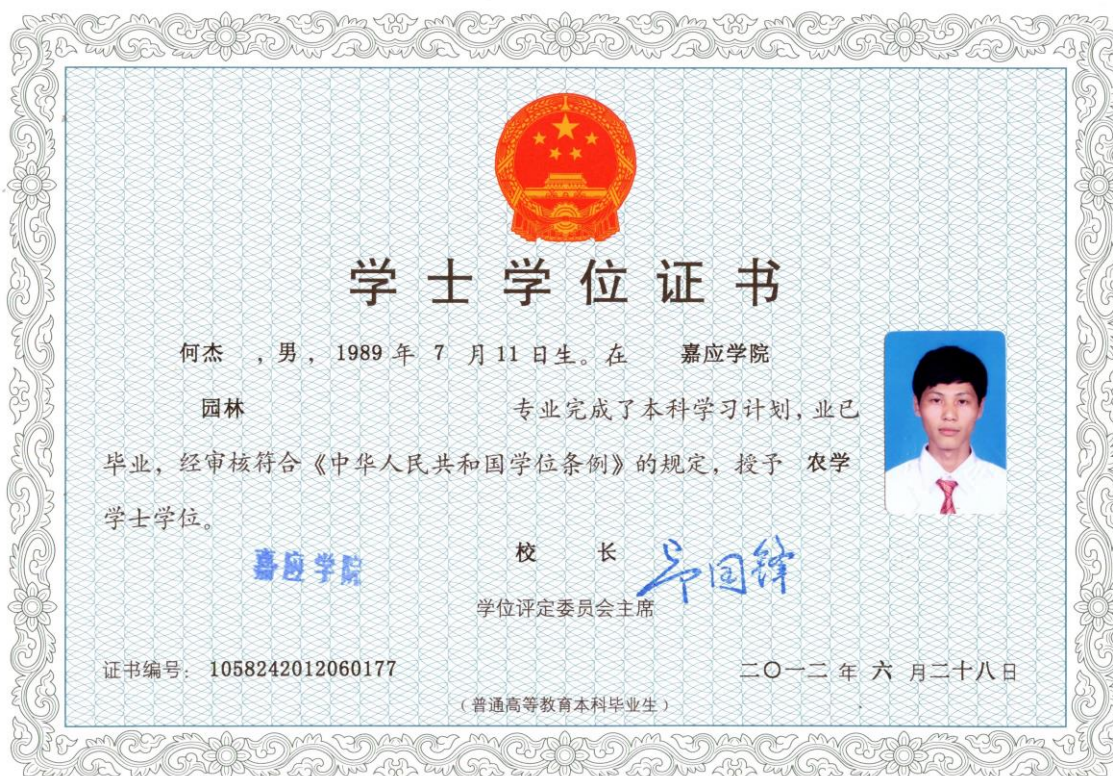 学士学位证书
何杰 ,男, 1989 年 7 月 11 日生。在 嘉应学院
园林 专业完成了本科学习计划,业已
毕业,经审核符合《中华人民共和国学位条例》的规定,授予 农学
学士学位。
嘉应学院
校 长
学位评定委员会主席
证书编号: 1058242012060177
二〇一二 年 六 月二十八日
(普通高等教育本科毕业生)